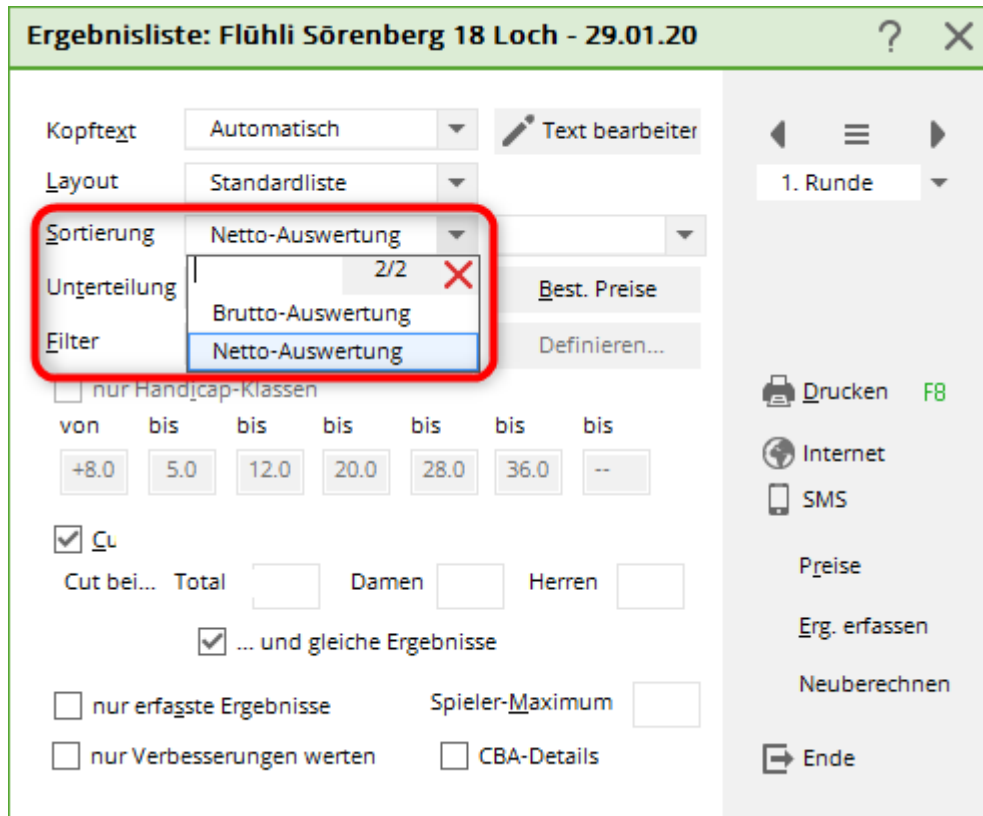 Ergebnisliste: Flühli Sörenberg 18 Loch - 29.01.20 ?
Kopftext Automatisch Text bearbeiter
Layout Standardliste 1. Runde
Sortierung Netto-Auswertung
2/2
Unterteilung Best. Preise
Brutto-Auswertung
Filter Netto-Auswertung Definieren...
nur Handicap-Klassen Drucken F8
von bis bis bis bis bis bis
+8.0 5.0 12.0 20.0 28.0 36.0 --
Internet
SMS
Cu
Cut bei... Total Damen Herren
Preise
... und gleiche Ergebnisse
Erg. erfassen
Neuberechnen
nur erfasste Ergebnisse Spieler-Maximum
nur Verbesserungen werten CBA-Details
Ende